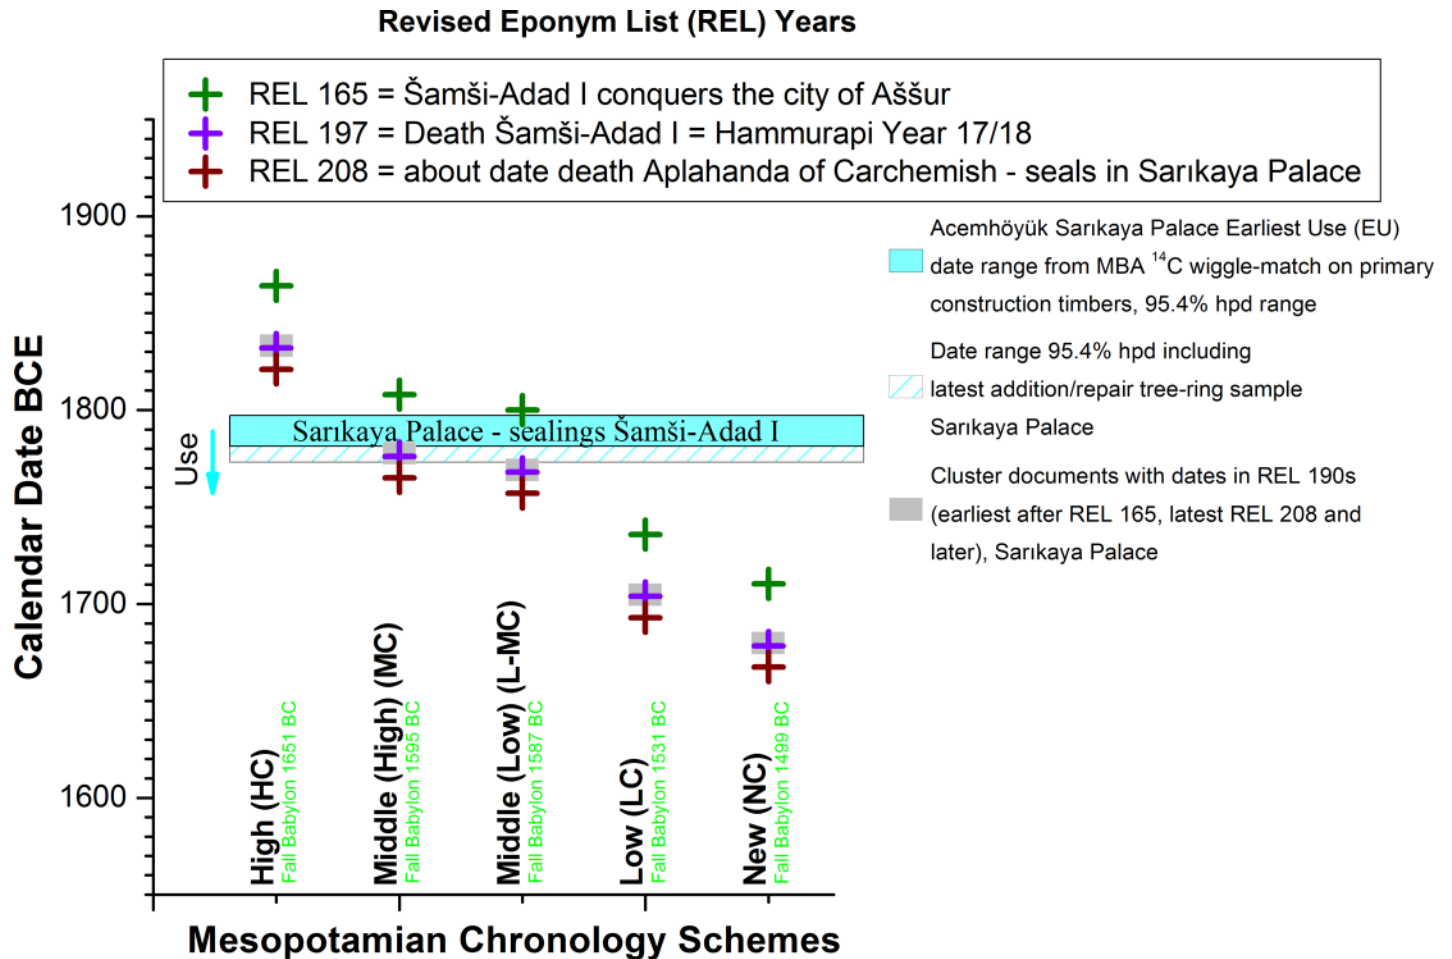 Revised Eponym List (REL) Years
REL 165 = Šamši-Adad I conquers the city of Aššur
REL 197 = Death Šamši-Adad I = Hammurapi Year 17/18
REL 208 = about date death Aplahanda of Carchemish - seals in Sarıkaya Palace
Calendar Date BCE
1900
1800
1700
1600
Use
Sarıkaya Palace - sealings Šamši-Adad I
Acemhöyük Sarıkaya Palace Earliest Use (EU)
date range from MBA 14C wiggle-match on primary
construction timbers, 95.4% hpd range
Date range 95.4% hpd including
latest addition/repair tree-ring sample
Sarıkaya Palace
Cluster documents with dates in REL 190s
(earliest after REL 165, latest REL 208 and
later), Sarıkaya Palace
High (HC)
Fall Babylon 1651 BC
Middle (High) (MC)
Fall Babylon 1595 BC
Middle (Low) (L-MC)
Fall Babylon 1587 BC
Low (LC)
Fall Babylon 1531 BC
New (NC)
Fall Babylon 1499 BC
Mesopotamian Chronology Schemes